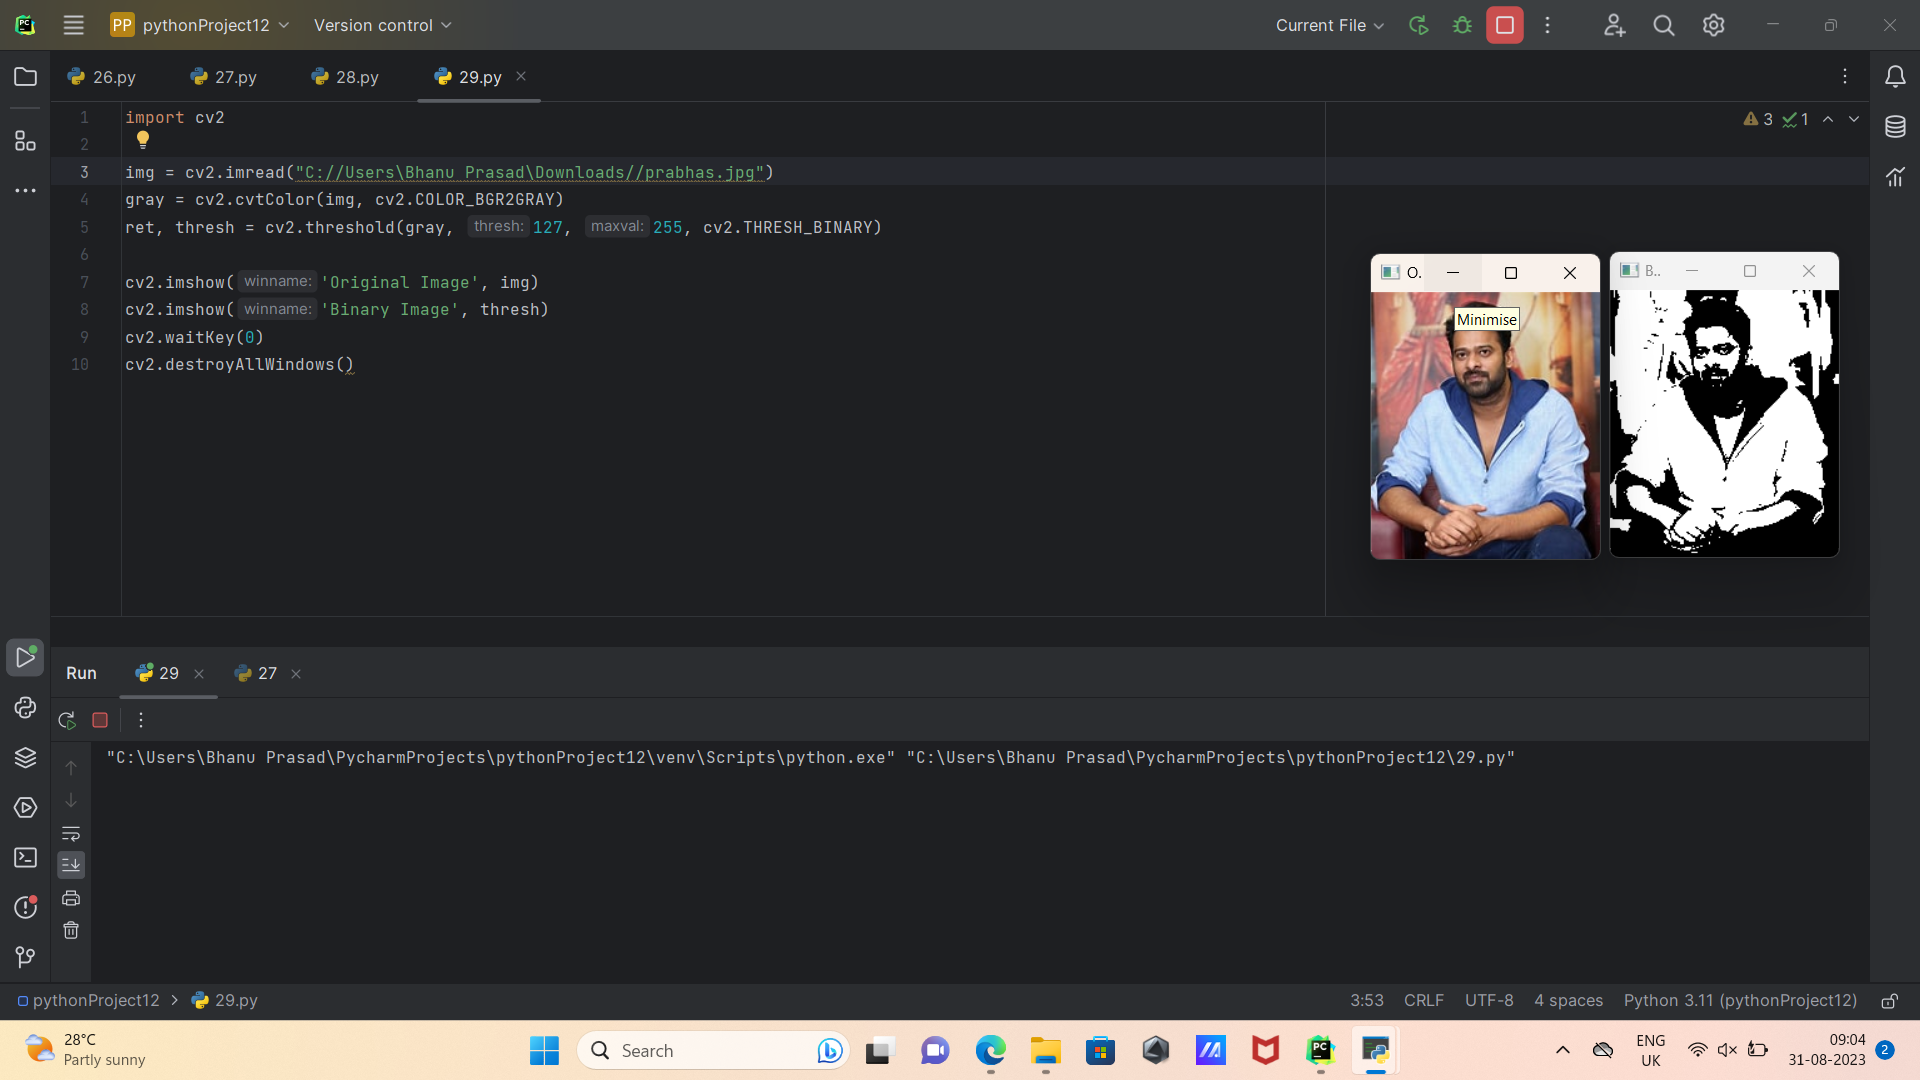 PP pythonProject12 Version control Current File
26.py 27.py 28.py 29.py
3 1
1 import cv2
2
3 img = cv2.imread("C://Users\Bhanu Prasad\Downloads//prabhas.jpg")
4 gray = cv2.cvtColor(img, cv2.COLOR_BGR2GRAY)
5 ret, thresh = cv2.threshold(gray, thresh: 127, maxval: 255, cv2.THRESH_BINARY)
6
7 cv2.imshow( winname: 'Original Image', img)
8 cv2.imshow( winname: 'Binary Image', thresh)
9 cv2.waitKey(0)
10 cv2.destroyAllWindows()
O.
Minimise
B..
Run 29 27
"C:\Users\Bhanu Prasad\PycharmProjects\pythonProject12\venv\Scripts\python.exe" "C:\Users\Bhanu Prasad\PycharmProjects\pythonProject12\29.py"
pythonProject12 > 29.py 3:53 CRLF UTF-8 4 spaces Python 3.11 (pythonProject12)
28°C
Partly sunny
Search
PC
ENG
UK
09:04
31-08-2023
2